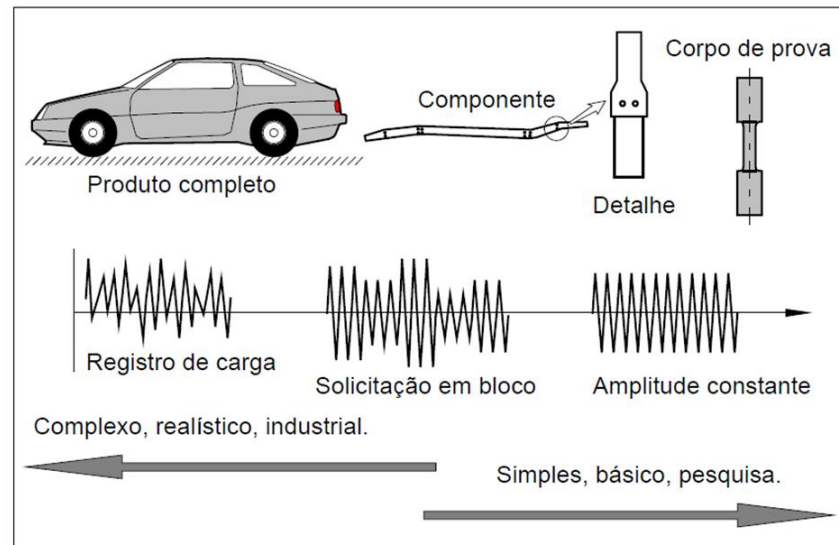 Corpo de prova
Componente
Produto completo
Detalhe
Registro de carga
Solicitação em bloco
Amplitude constante
Complexo, realístico, industrial.
Simples, básico, pesquisa.